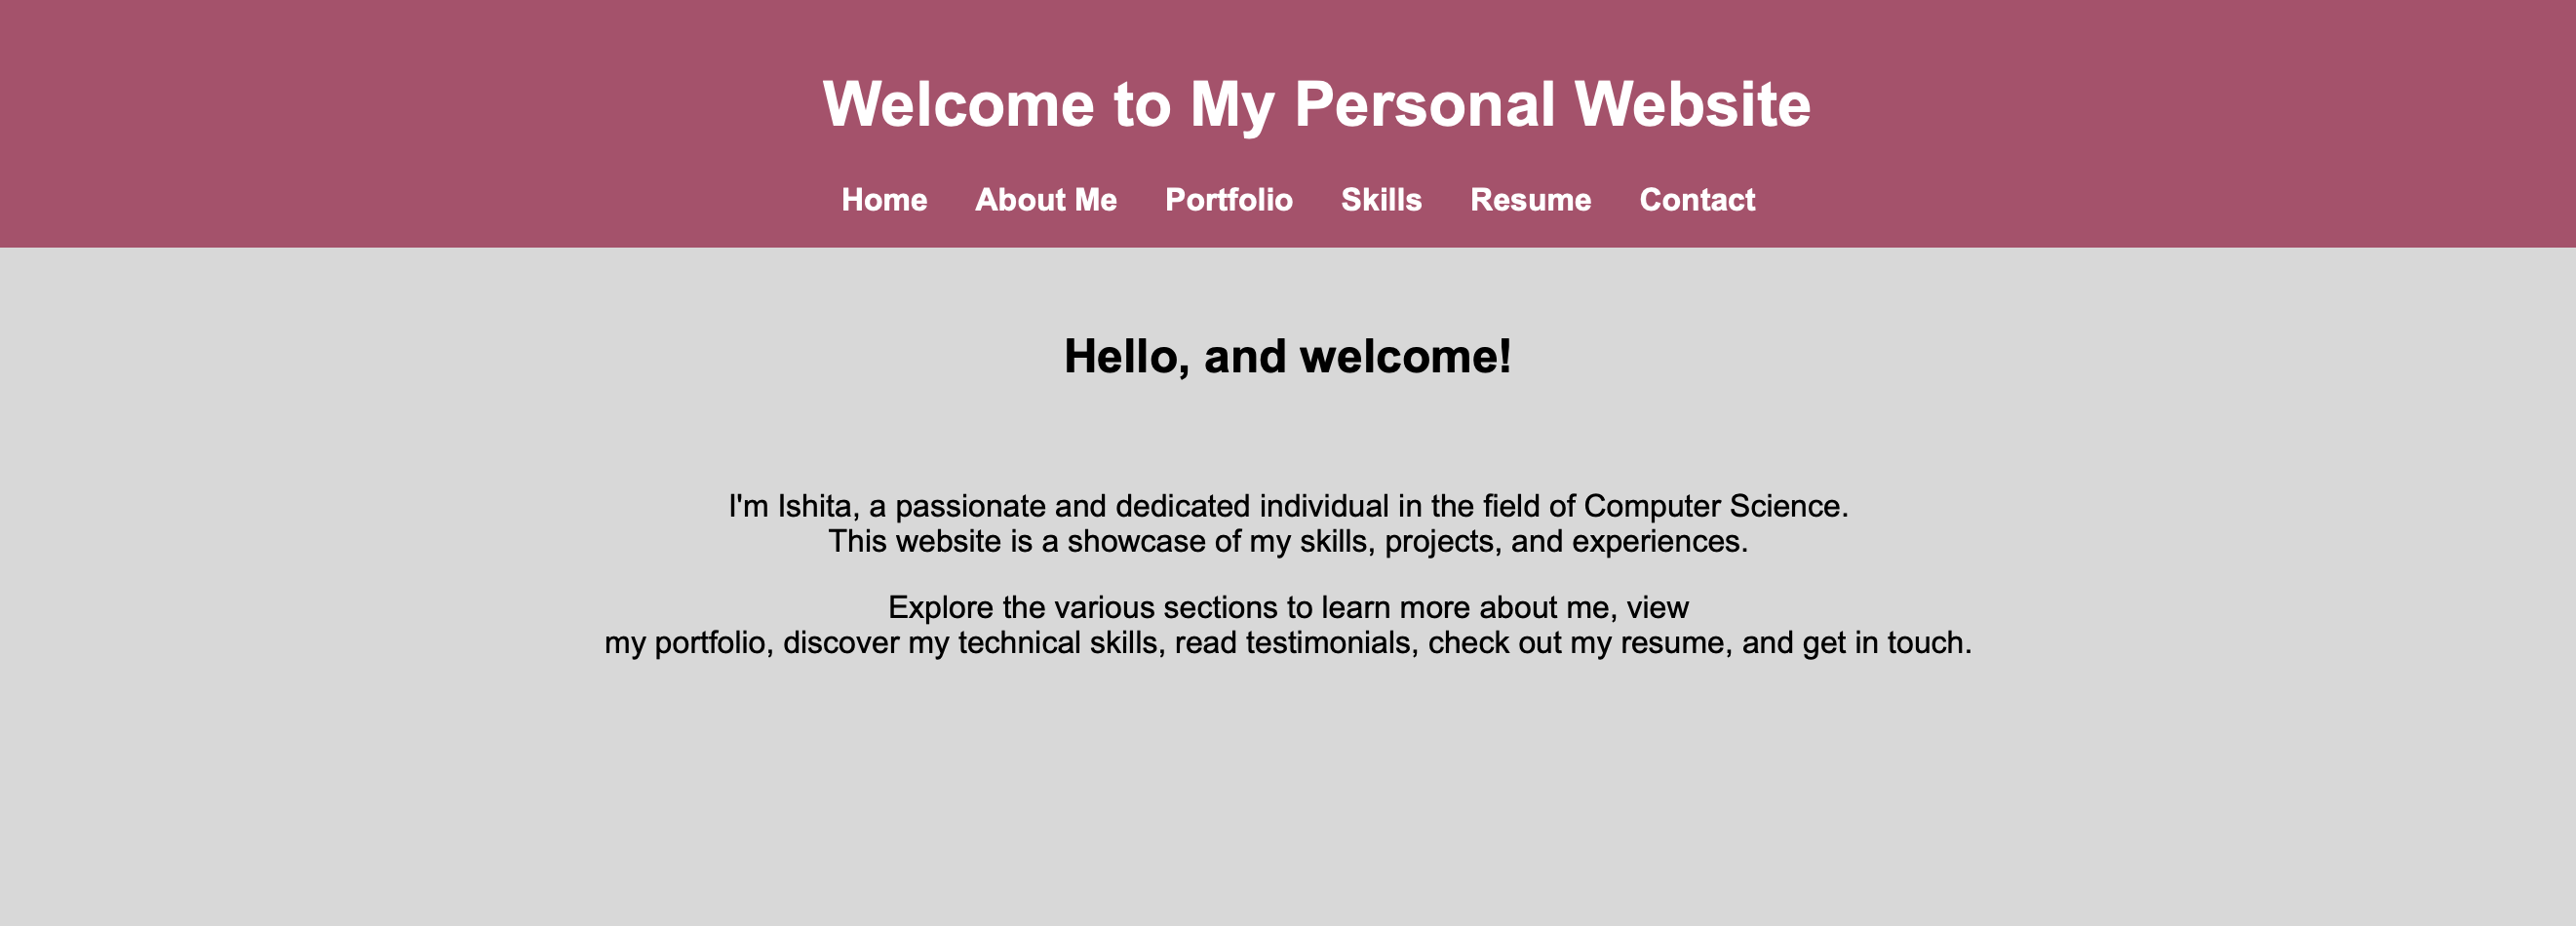 Welcome to My Personal Website
Home About Me Portfolio Skills Resume Contact
Hello, and welcome!
I'm Ishita, a passionate and dedicated individual in the field of Computer Science.
This website is a showcase of my skills, projects, and experiences.
Explore the various sections to learn more about me, view
my portfolio, discover my technical skills, read testimonials, check out my resume, and get in touch.